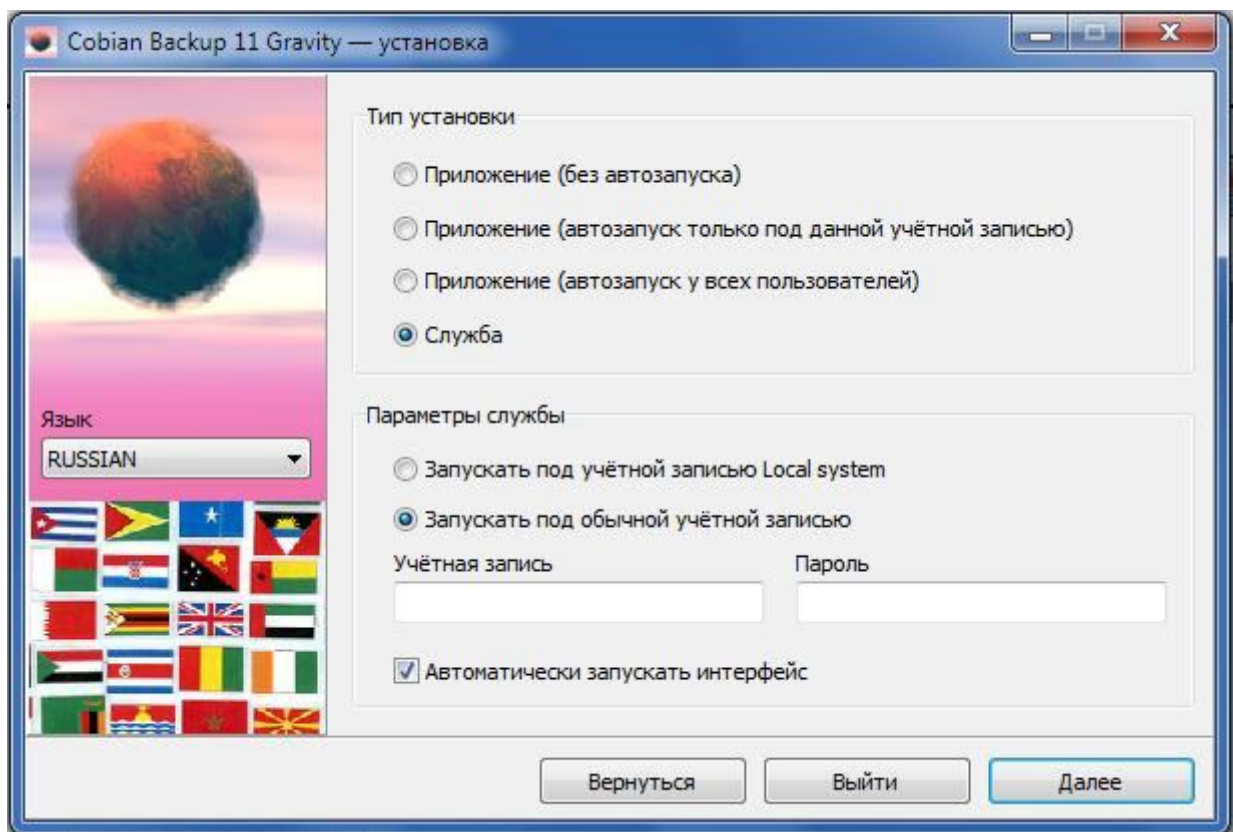 Cobian Backup 11 Gravity — установка
Тип установки
Приложение (без автозапуска)
Приложение (автозапуск только под данной учётной записью)
Приложение (автозапуск у всех пользователей)
Служба
Язык
RUSSIAN
Параметры службы
Запускать под учётной записью Local system
Запускать под обычной учётной записью
Учётная запись Пароль
Автоматически запускать интерфейс
Вернуться Выйти Далее